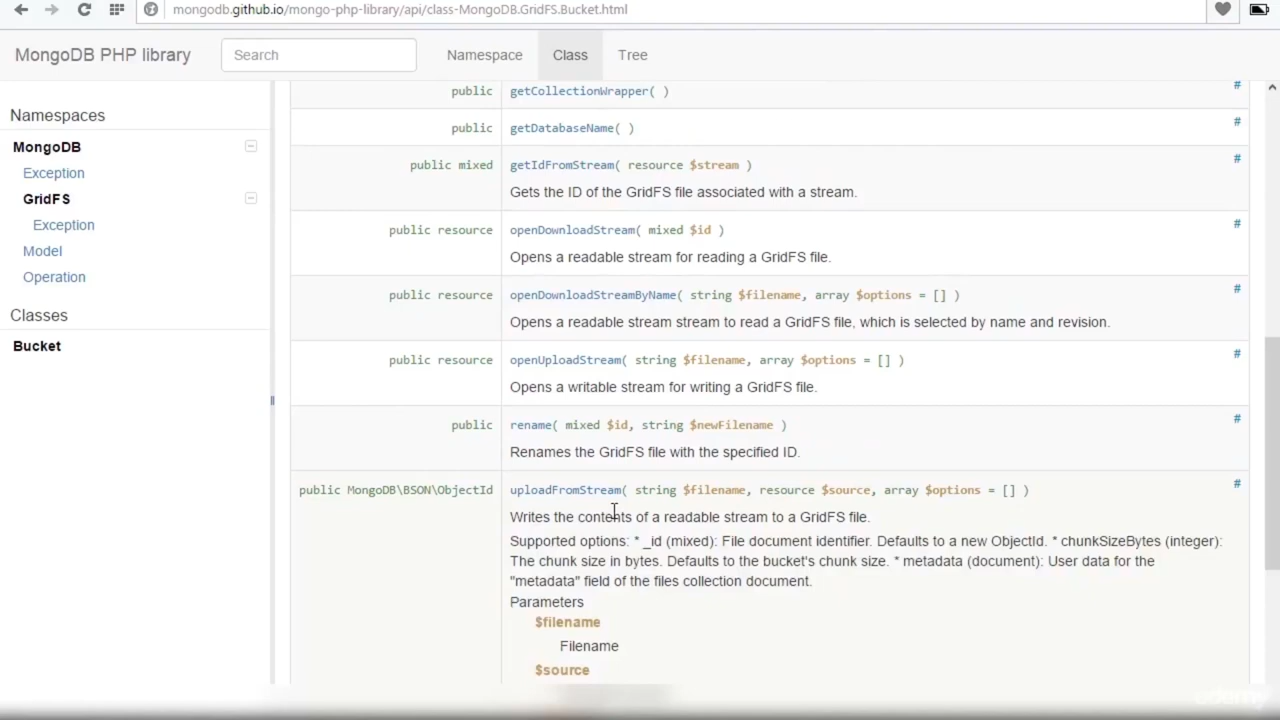 mongodb.github.io/mongo-php-library/api/class-MongoDB.GridFS.Bucket.html
MongoDB PHP library
Search
Namespace
Class
Tree
Namespaces
MongoDB
Exception
GridFS
Exception
Model
Operation
Classes
Bucket
public getCollectionWrapper( ) #
public getDatabaseName( ) #
public mixed getIdFromStream( resource $stream ) #
Gets the ID of the GridFS file associated with a stream.
public resource openDownloadStream( mixed $id ) #
Opens a readable stream for reading a GridFS file.
public resource openDownloadStreamByName( string $filename, array $options = [] ) #
Opens a readable stream stream to read a GridFS file, which is selected by name and revision.
public resource openUploadStream( string $filename, array $options = [] ) #
Opens a writable stream for writing a GridFS file.
public rename( mixed $id, string $newFilename ) #
Renames the GridFS file with the specified ID.
public MongoDB\BSON\ObjectId uploadFromStream( string $filename, resource $source, array $options = [] ) #
Writes the contents of a readable stream to a GridFS file.
Supported options: * _id (mixed): File document identifier. Defaults to a new ObjectId. * chunkSizeBytes (integer):
The chunk size in bytes. Defaults to the bucket's chunk size. * metadata (document): User data for the
"metadata" field of the files collection document.
Parameters
$filename
Filename
$source